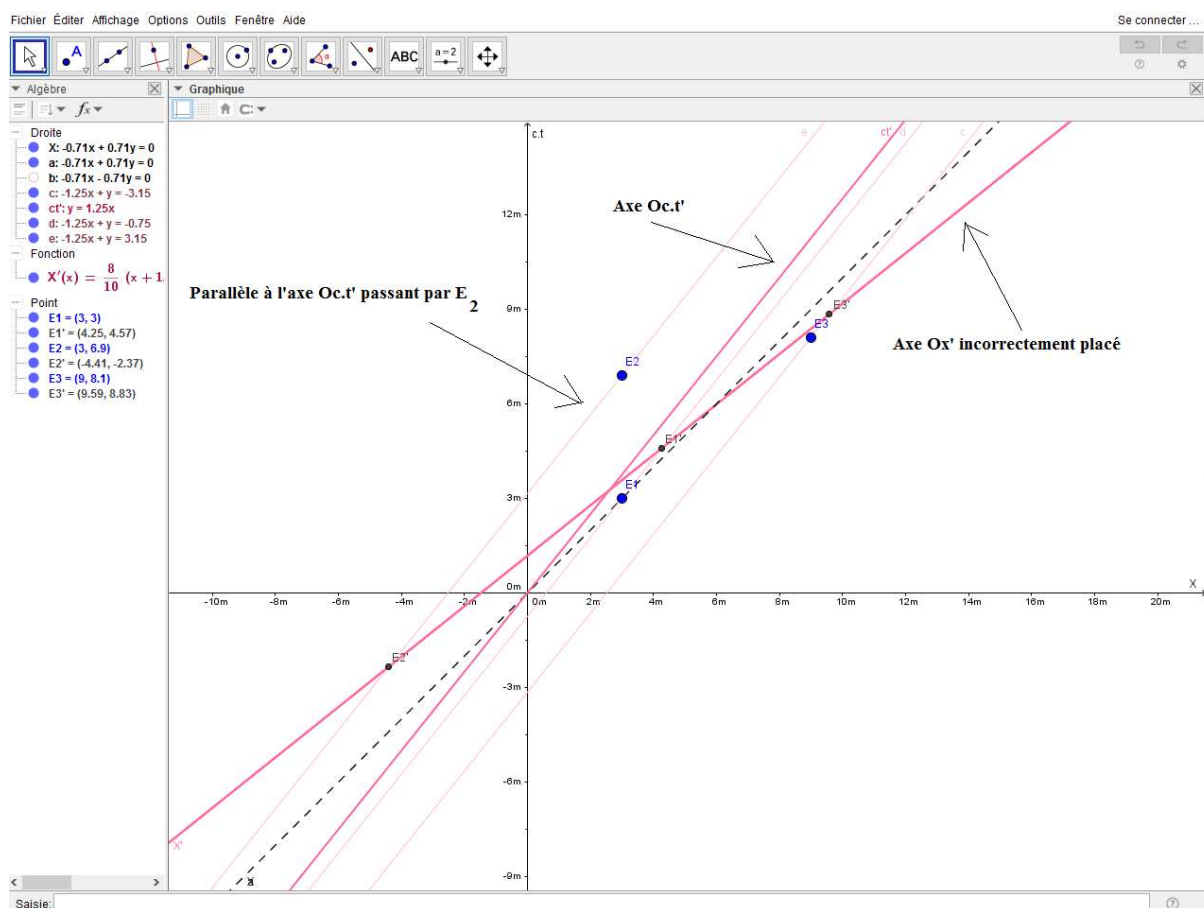 Fichier Éditer Affichage Options Outils Fenêtre Aide Se connecter ...
A ABC a=2
Algèbre
Graphique
fx
Droite
X: -0.71x + 0.71y = 0
a: -0.71x + 0.71y = 0
b: -0.71x - 0.71y = 0
c: -1.25x + y = -3.15
ct': y = 1.25x
d: -1.25x + y = -0.75
e: -1.25x + y = 3.15
Fonction
X'(x) = 8/10 (x + 1.
Point
E1 = (3, 3)
E1' = (4.25, 4.57)
E2 = (3, 6.9)
E2' = (-4.41, -2.37)
E3 = (9, 8.1)
E3' = (9.59, 8.83)
c.t
e ct' d c
12m
Axe Oc.t'
Parallèle à l'axe Oc.t' passant par E2
9m
E3'
E3
Axe Ox' incorrectement placé
E2
6m
E1'
3m
E1
0m
X
-10m -8m -6m -4m -2m 0m 2m 4m 6m 8m 10m 12m 14m 16m 18m 20m
E2'
-3m
-6m
X'
-9m
Saisie: